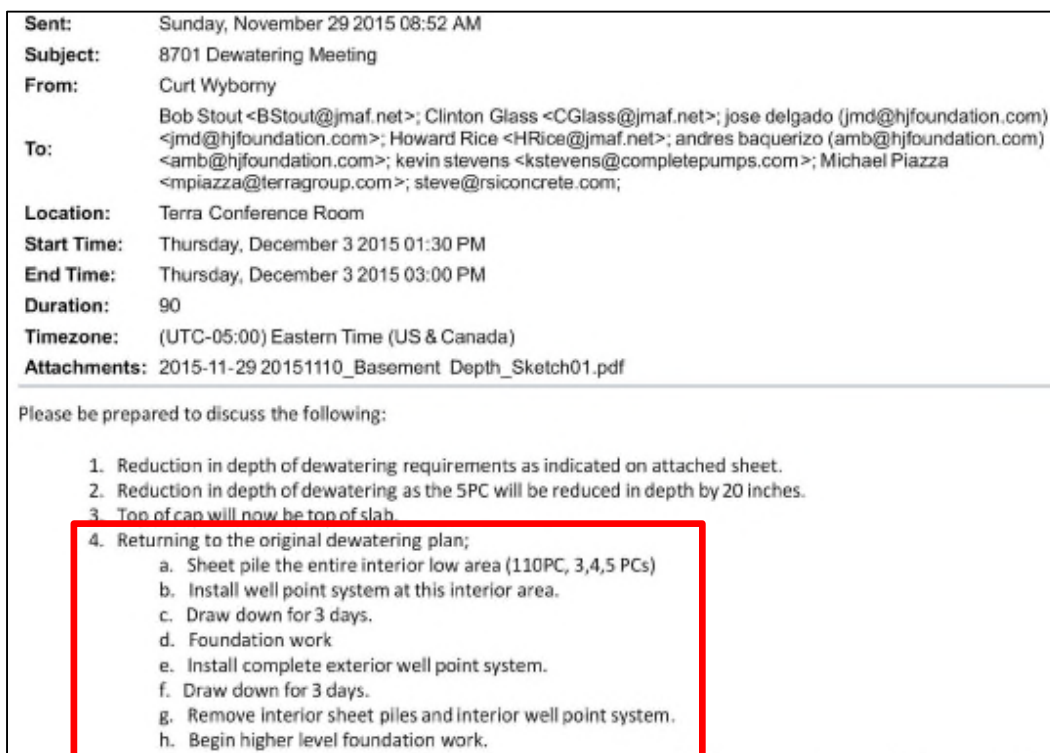 Sent: Sunday, November 29 2015 08:52 AM
Subject: 8701 Dewatering Meeting
From: Curt Wyborny
Bob Stout <BStout@jmaf.net>; Clinton Glass <CGlass@jmaf.net>; jose delgado (jmd@hjfoundation.com)
<jmd@hjfoundation.com>; Howard Rice <HRice@jmaf.net>; andres baquerizo (amb@hjfoundation.com)
To: <amb@hjfoundation.com>; kevin stevens <kstevens@completepumps.com>; Michael Piazza
<mpiazza@terragroup.com>; steve@rsiconcrete.com;
Location: Terra Conference Room
Start Time: Thursday, December 3 2015 01:30 PM
End Time: Thursday, December 3 2015 03:00 PM
Duration: 90
Timezone: (UTC-05:00) Eastern Time (US & Canada)
Attachments: 2015-11-29 20151110_Basement Depth_Sketch01.pdf
Please be prepared to discuss the following:
1. Reduction in depth of dewatering requirements as indicated on attached sheet.
2. Reduction in depth of dewatering as the 5PC will be reduced in depth by 20 inches.
3. Top of cap will now be top of slab.
4. Returning to the original dewatering plan;
a. Sheet pile the entire interior low area (110PC, 3,4,5 PCs)
b. Install well point system at this interior area.
c. Draw down for 3 days.
d. Foundation work
e. Install complete exterior well point system.
f. Draw down for 3 days.
g. Remove interior sheet piles and interior well point system.
h. Begin higher level foundation work.